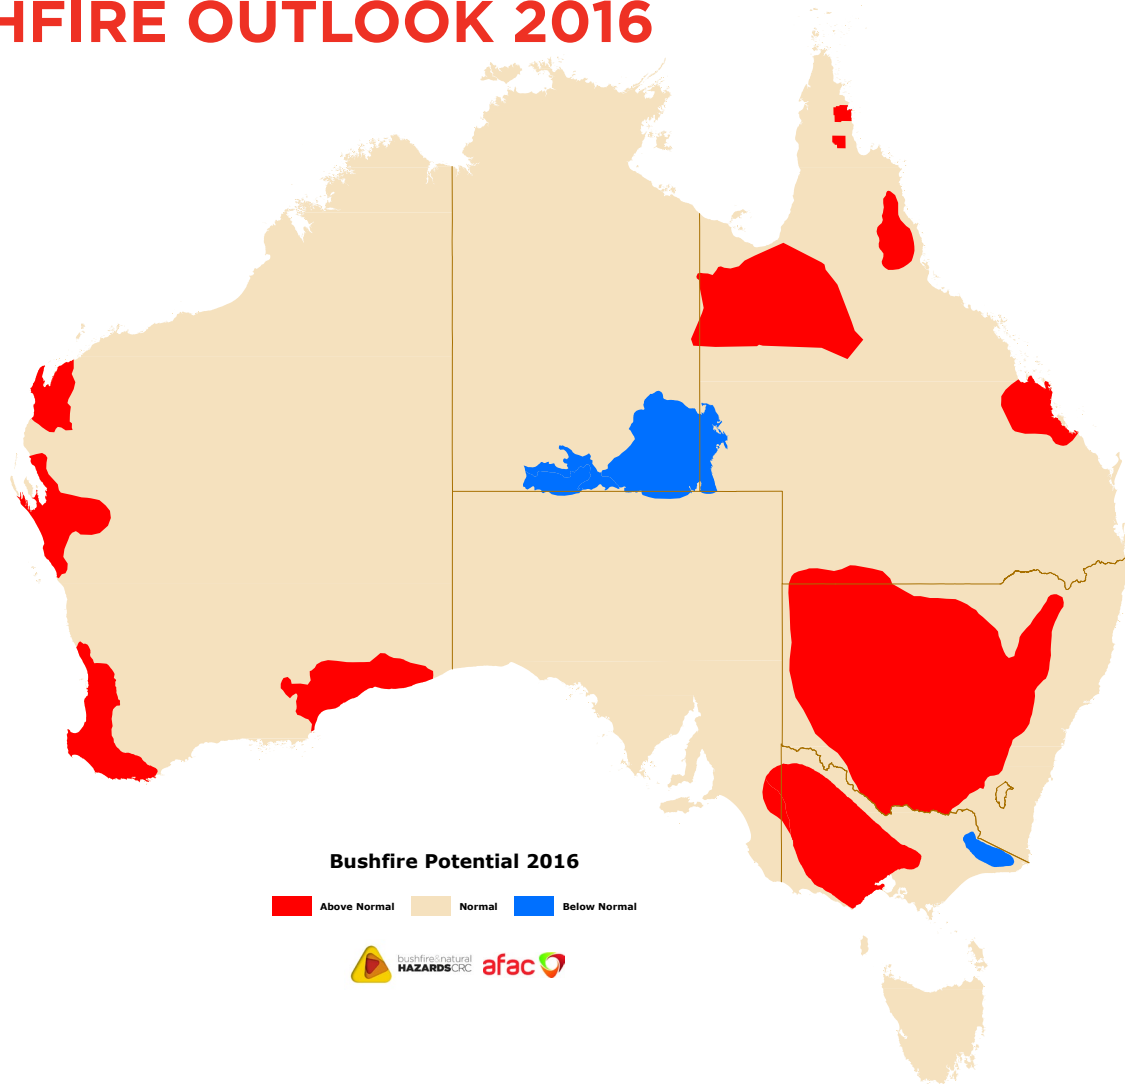 HFIRE OUTLOOK 2016
Bushfire Potential 2016
Above Normal
Normal
Below Normal
bushfire&natural
HAZARDSCRC
afac